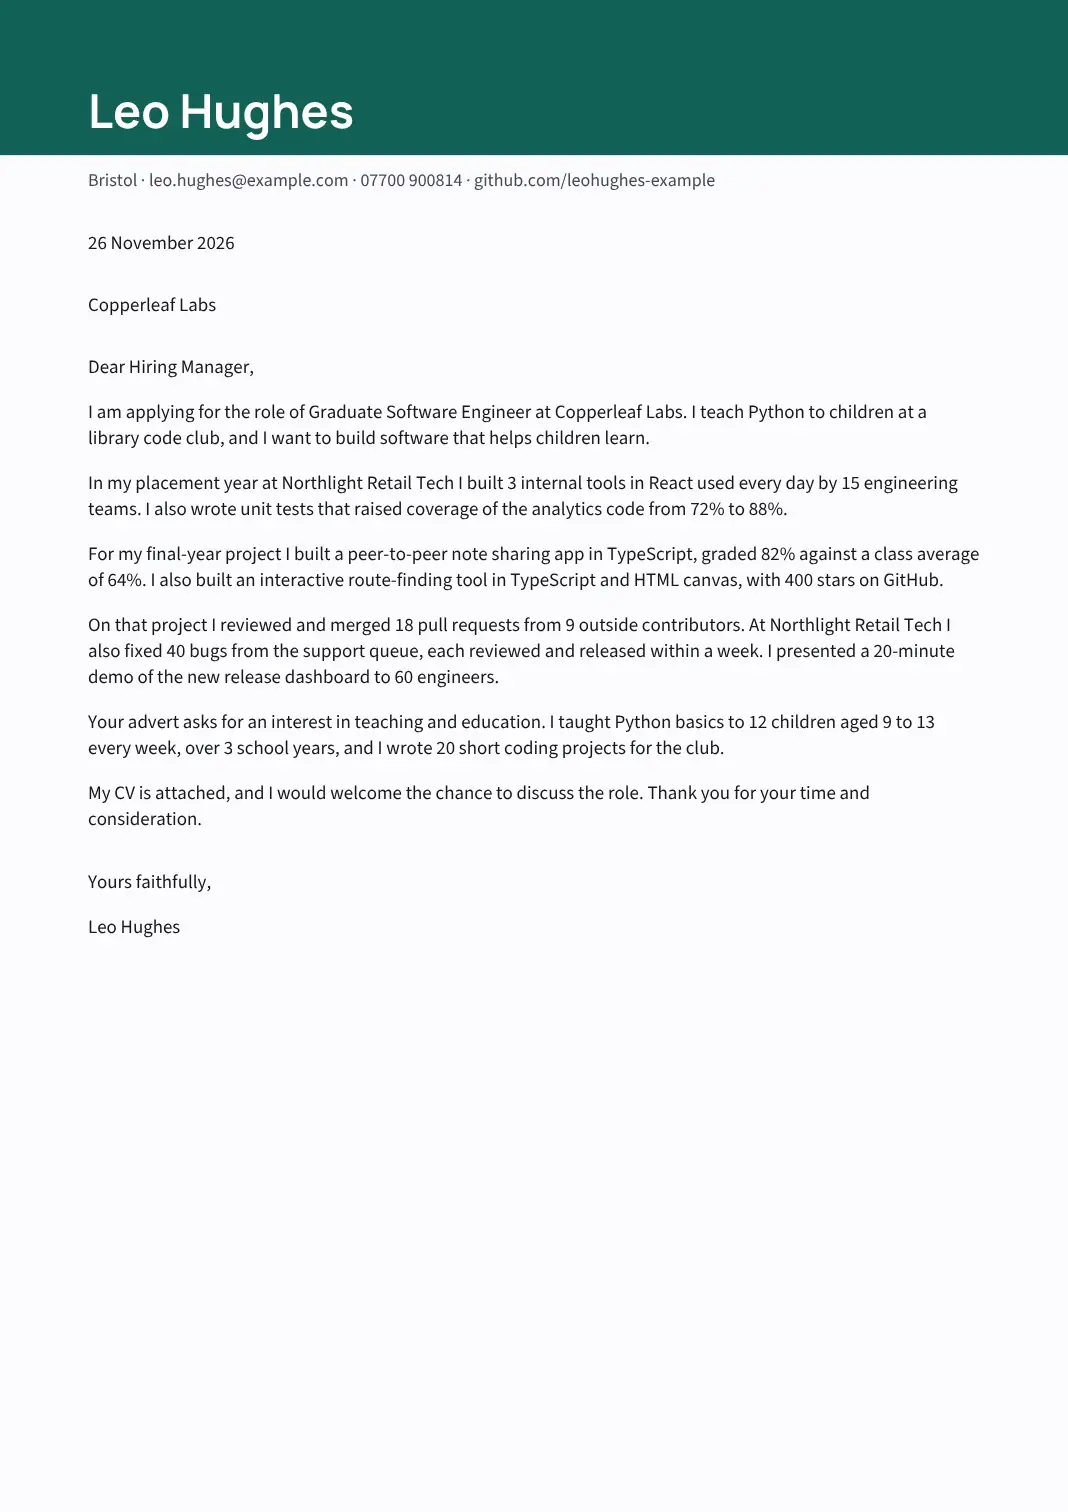 Leo Hughes
Bristol · leo.hughes@example.com · 07700 900814 · github.com/leohughes-example
26 November 2026
Copperleaf Labs
Dear Hiring Manager,
I am applying for the role of Graduate Software Engineer at Copperleaf Labs. I teach Python to children at a
library code club, and I want to build software that helps children learn.
In my placement year at Northlight Retail Tech I built 3 internal tools in React used every day by 15 engineering
teams. I also wrote unit tests that raised coverage of the analytics code from 72% to 88%.
For my final-year project I built a peer-to-peer note sharing app in TypeScript, graded 82% against a class average
of 64%. I also built an interactive route-finding tool in TypeScript and HTML canvas, with 400 stars on GitHub.
On that project I reviewed and merged 18 pull requests from 9 outside contributors. At Northlight Retail Tech I
also fixed 40 bugs from the support queue, each reviewed and released within a week. I presented a 20-minute
demo of the new release dashboard to 60 engineers.
Your advert asks for an interest in teaching and education. I taught Python basics to 12 children aged 9 to 13
every week, over 3 school years, and I wrote 20 short coding projects for the club.
My CV is attached, and I would welcome the chance to discuss the role. Thank you for your time and
consideration.
Yours faithfully,
Leo Hughes